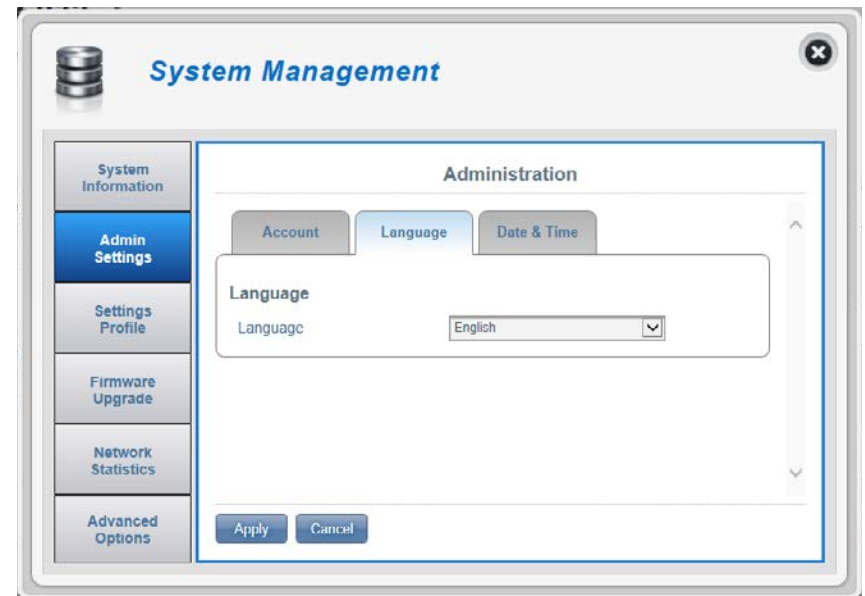 System Management
System
Information
Admin
Settings
Settings
Profile
Firmware
Upgrade
Network
Statistics
Advanced
Options
Administration
Account
Language
Date & Time
Language
Language
English
Apply
Cancel